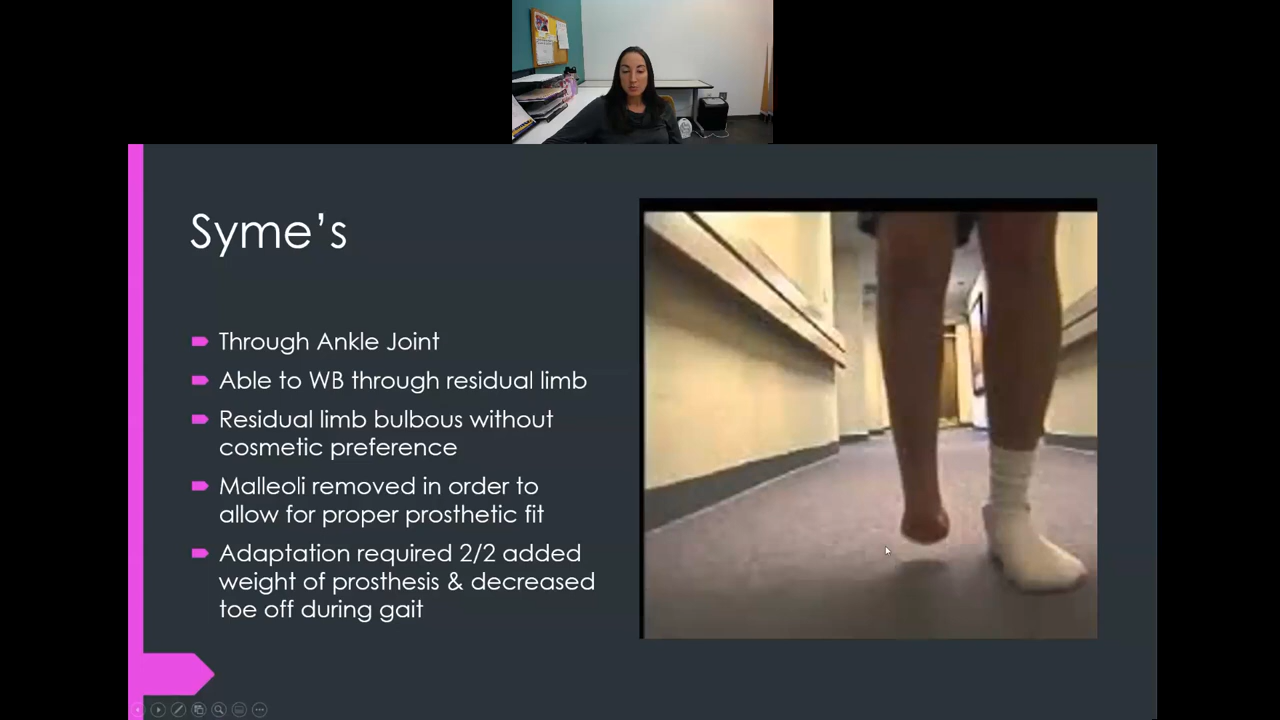 Syme's
Through Ankle Joint
Able to WB through residual limb
Residual limb bulbous without
cosmetic preference
Malleoli removed in order to
allow for proper prosthetic fit
Adaptation required 2/2 added
weight of prosthesis & decreased
toe off during gait